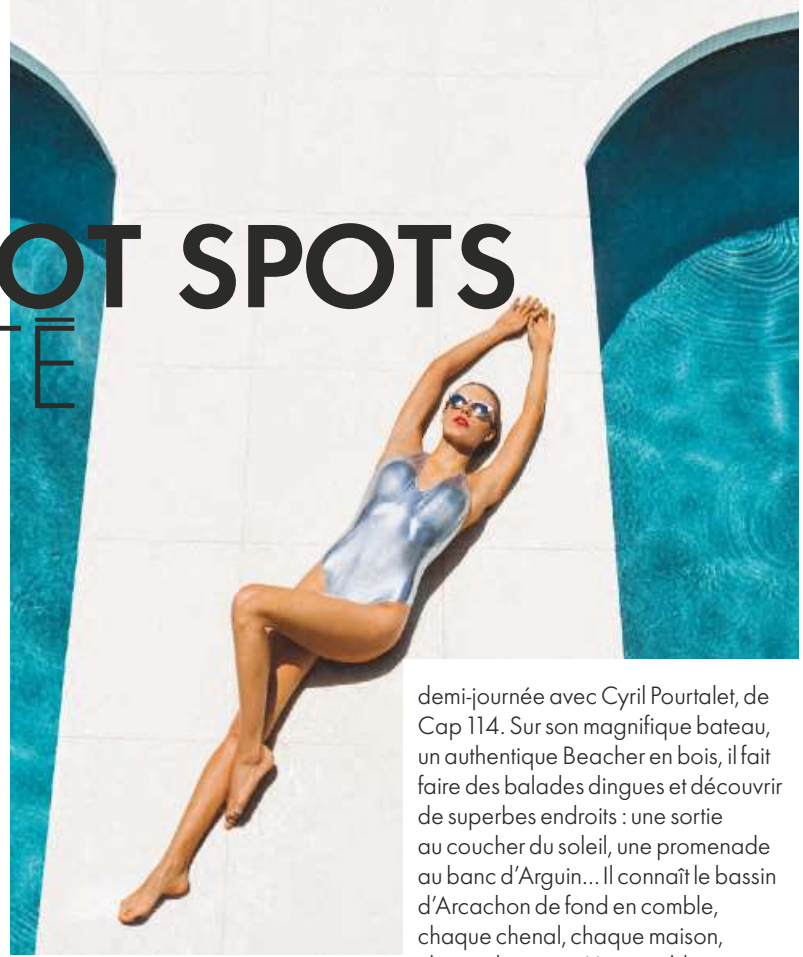 OT SPOTS
TÉ
demi-journée avec Cyril Pourtalet, de
Cap 114. Sur son magnifique bateau,
un authentique Beacher en bois, il fait
faire des balades dingues et découvrir
de superbes endroits : une sortie
au coucher du soleil, une promenade
au banc d’Arguin... Il connaît le bassin
d’Arcachon de fond en comble,
chaque chenal, chaque maison,